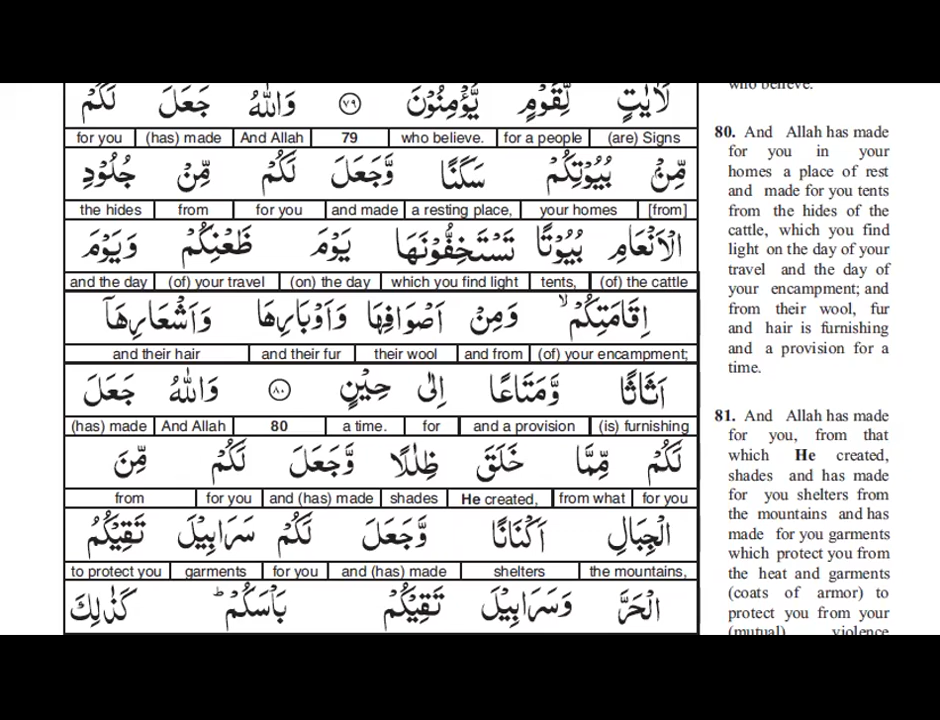 لَاٰيٰتٍ لِّقَوۡمٍ يُّؤۡمِنُوۡنَ ﴿۷۹﴾ وَاللّٰهُ جَعَلَ لَكُمۡ
(are) Signs for a people who believe. 79 And Allah (has) made for you
مِّنۡۢ بُيُوۡتِكُمۡ سَكَنًا وَّجَعَلَ لَكُمۡ مِّنۡ جُلُوۡدِ
[from] your homes a resting place, and made for you from the hides
الۡاَنۡعَامِ بُيُوۡتًا تَسۡتَخِفُّوۡنَهَا يَوۡمَ ظَعۡنِكُمۡ وَيَوۡمَ
(of) the cattle tents, which you find light (on) the day (of) your travel and the day
اِقَامَتِكُمۡۙ وَمِنۡ اَصۡوَافِهَا وَاَوۡبَارِهَا وَاَشۡعَارِهَاۤ
(of) your encampment; and from their wool and their fur and their hair
اَثَاثًا وَّمَتَاعًا اِلٰى حِيۡنٍ ﴿۸۰﴾ وَاللّٰهُ جَعَلَ
(is) furnishing and a provision for a time. 80 And Allah (has) made
لَكُمۡ مِّمَّا خَلَقَ ظِلٰلًا وَّجَعَلَ لَكُمۡ مِّنَ
for you from what He created, shades and (has) made for you from
الۡجِبَالِ اَكۡنَانًا وَّجَعَلَ لَكُمۡ سَرَابِيۡلَ تَقِيۡكُمُ
the mountains, shelters and (has) made for you garments to protect you
الۡحَرَّ وَسَرَابِيۡلَ تَقِيۡكُمۡ بَاۡسَكُمۡؕ كَذٰلِكَ
who believe.
80. And Allah has made
for you in your
homes a place of rest
and made for you tents
from the hides of the
cattle, which you find
light on the day of your
travel and the day of
your encampment; and
from their wool, fur
and hair is furnishing
and a provision for a
time.
81. And Allah has made
for you, from that
which He created,
shades and has made
for you shelters from
the mountains and has
made for you garments
which protect you from
the heat and garments
(coats of armor) to
protect you from your
(mutual) violence